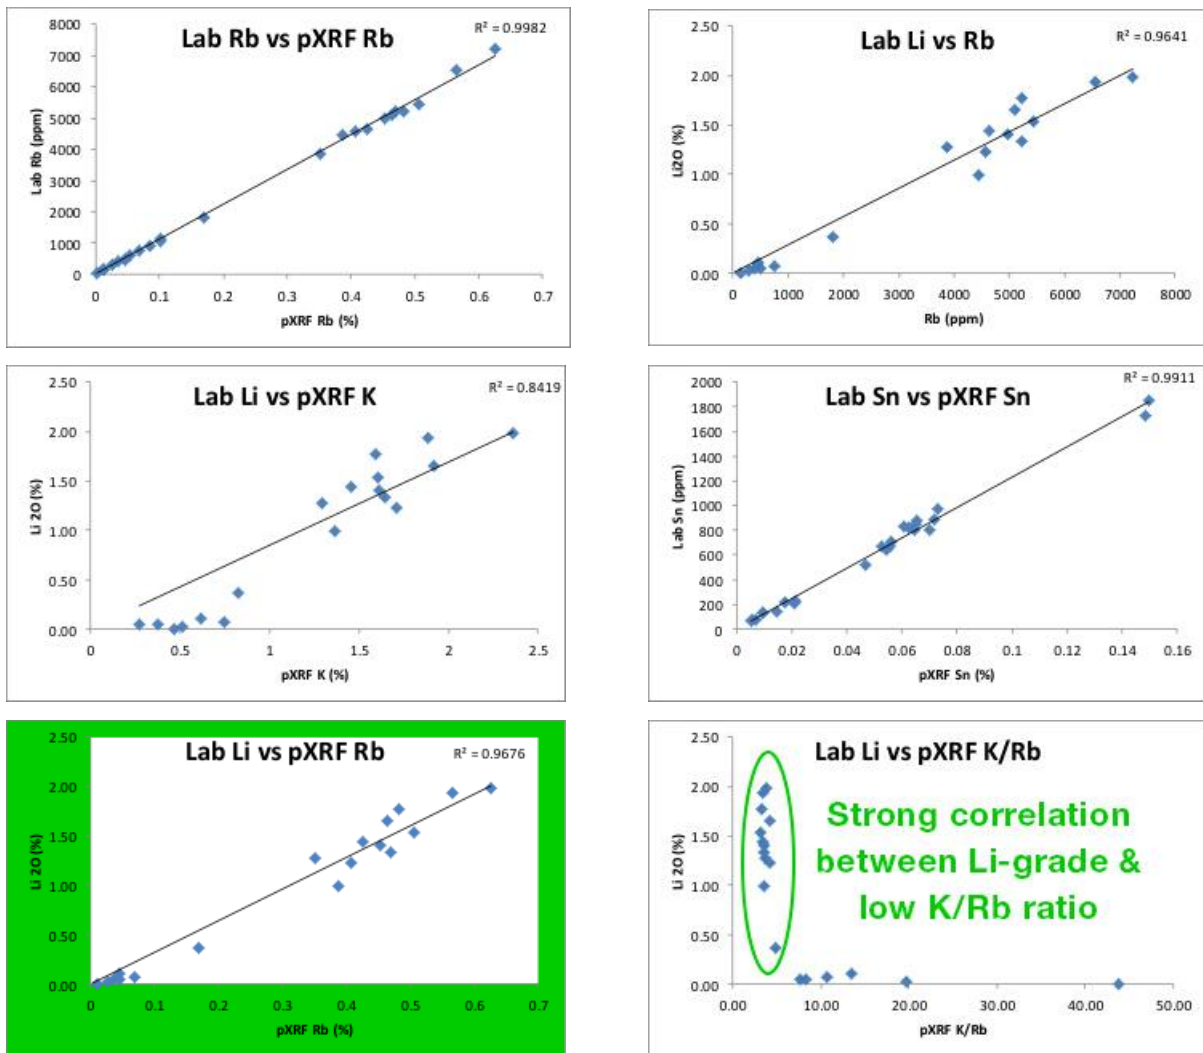 Lab Rb vs pXRF Rb
R² = 0.9982
8000
7000
6000
5000
4000
3000
2000
1000
0
Lab Rb (ppm)
0 0.1 0.2 0.3 0.4 0.5 0.6 0.7
pXRF Rb (%)
Lab Li vs Rb
R² = 0.9641
2.50
2.00
1.50
1.00
0.50
0.00
Li2O (%)
0 1000 2000 3000 4000 5000 6000 7000 8000
Rb (ppm)
Lab Li vs pXRF K
R² = 0.8419
2.50
2.00
1.50
1.00
0.50
0.00
Li 2O (%)
0 0.5 1 1.5 2 2.5
pXRF K (%)
Lab Sn vs pXRF Sn
R² = 0.9911
2000
1800
1600
1400
1200
1000
800
600
400
200
0
Lab Sn (ppm)
0 0.02 0.04 0.06 0.08 0.1 0.12 0.14 0.16
pXRF Sn (%)
Lab Li vs pXRF Rb
R² = 0.9676
2.50
2.00
1.50
1.00
0.50
0.00
Li 2O (%)
0 0.1 0.2 0.3 0.4 0.5 0.6 0.7
pXRF Rb (%)
Lab Li vs pXRF K/Rb
2.50
2.00
1.50
1.00
0.50
0.00
Li 2O (%)
Strong correlation
between Li-grade &
low K/Rb ratio
0.00 10.00 20.00 30.00 40.00 50.00
pXRF K/Rb